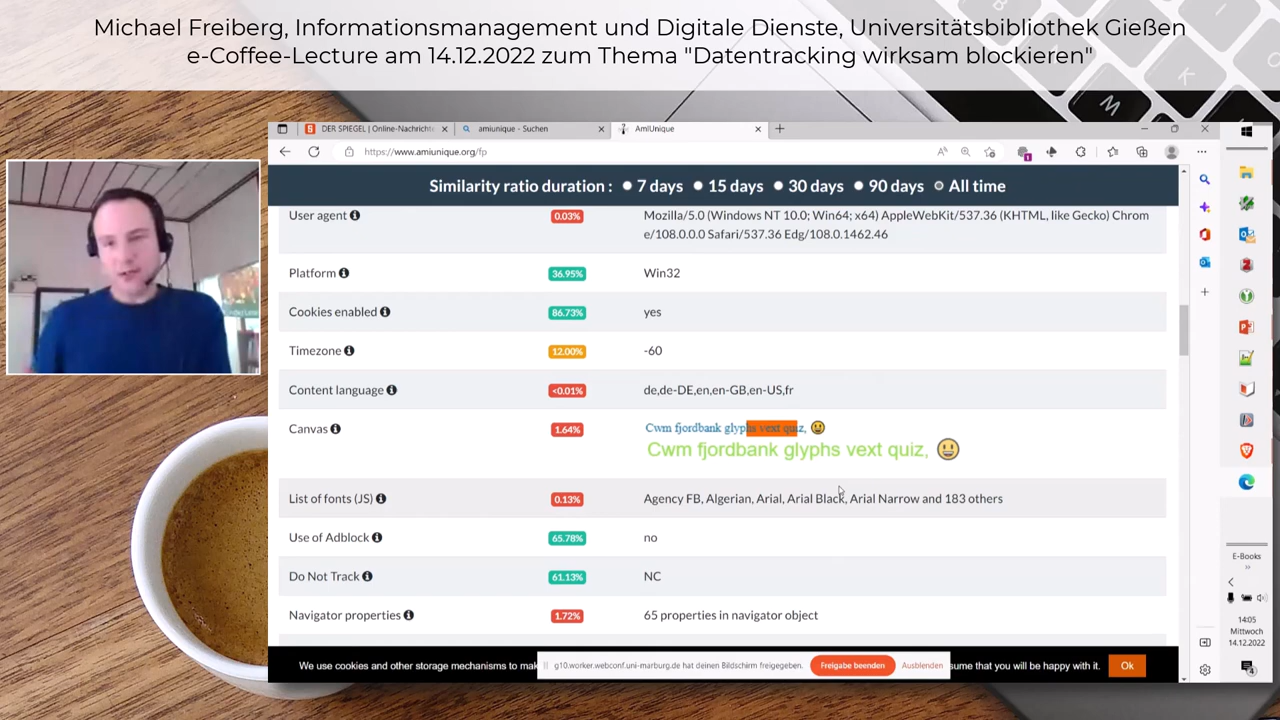 Michael Freiberg, Informationsmanagement und Digitale Dienste, Universitätsbibliothek Gießen
e-Coffee-Lecture am 14.12.2022 zum Thema "Datentracking wirksam blockieren"
DER SPIEGEL | Online-Nachricht
amiunique - Suchen
AmIUnique
https://www.amiunique.org/fp
Similarity ratio duration : 7 days 15 days 30 days 90 days All time
User agent 0.03% Mozilla/5.0 (Windows NT 10.0; Win64; x64) AppleWebKit/537.36 (KHTML, like Gecko) Chrom
e/108.0.0.0 Safari/537.36 Edg/108.0.1462.46
Platform 36.95% Win32
Cookies enabled 86.73% yes
Timezone 12.00% -60
Content language <0.01% de,de-DE,en,en-GB,en-US,fr
Canvas 1.64% Cwm fjordbank glyphs vext quiz, 😃
Cwm fjordbank glyphs vext quiz, 😃
List of fonts (JS) 0.13% Agency FB, Algerian, Arial, Arial Black, Arial Narrow and 183 others
Use of Adblock 65.78% no
Do Not Track 61.13% NC
Navigator properties 1.72% 65 properties in navigator object
We use cookies and other storage mechanisms to mak
g10.worker.webconf.uni-marburg.de hat deinen Bildschirm freigegeben. Freigabe beenden Ausblenden
sume that you will be happy with it. Ok
E-Books
14:05
Mittwoch
14.12.2022